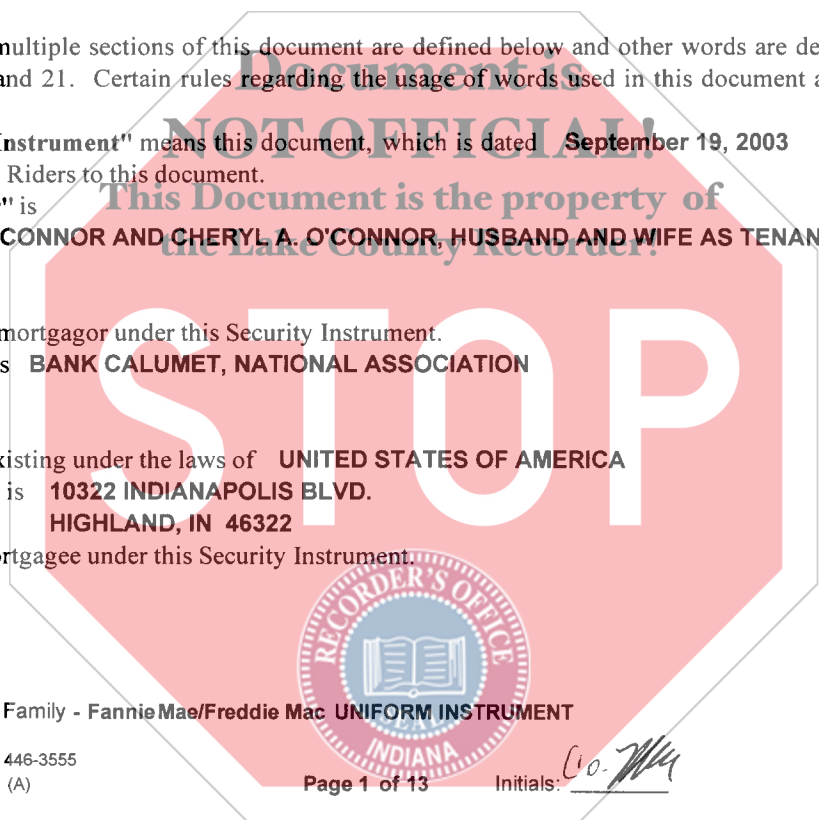 multiple sections of this document are defined below and other words are de
and 21. Certain rules regarding the usage of words used in this document a
Document is
NOT OFFICIAL!
This Document is the property of
the Lake County Recorder!
Instrument" means this document, which is dated September 19, 2003
Riders to this document.
" is
CONNOR AND CHERYL A. O'CONNOR, HUSBAND AND WIFE AS TENAN
mortgagor under this Security Instrument.
s BANK CALUMET, NATIONAL ASSOCIATION
STOP
xisting under the laws of UNITED STATES OF AMERICA
is 10322 INDIANAPOLIS BLVD.
HIGHLAND, IN 46322
rtgagee under this Security Instrument.
RECORDER'S OFFICE
SEAL
INDIANA
Family - Fannie Mae/Freddie Mac UNIFORM INSTRUMENT
446-3555
(A)
Page 1 of 13
Initials: